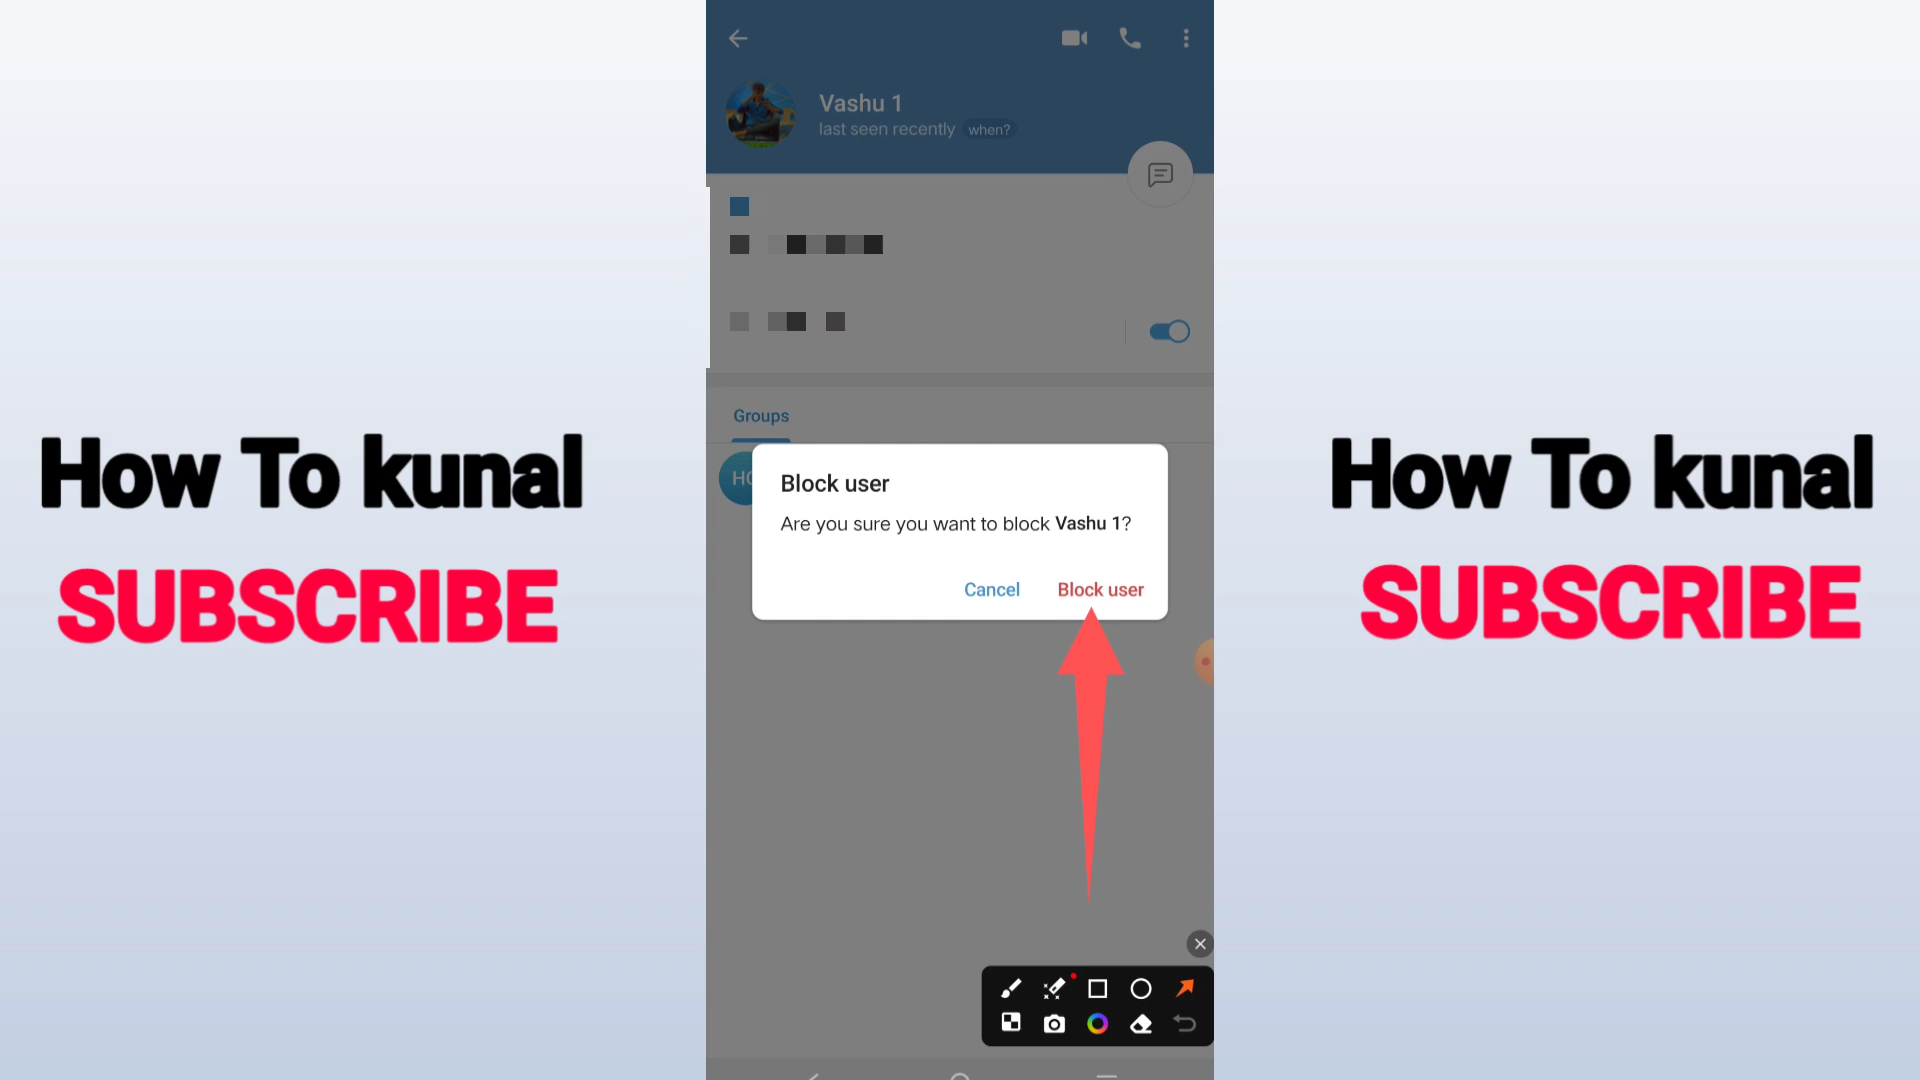 Vashu 1
last seen recently when?
Groups
Block user
Are you sure you want to block Vashu 1?
Cancel Block user
How To kunal
SUBSCRIBE
How To kunal
SUBSCRIBE